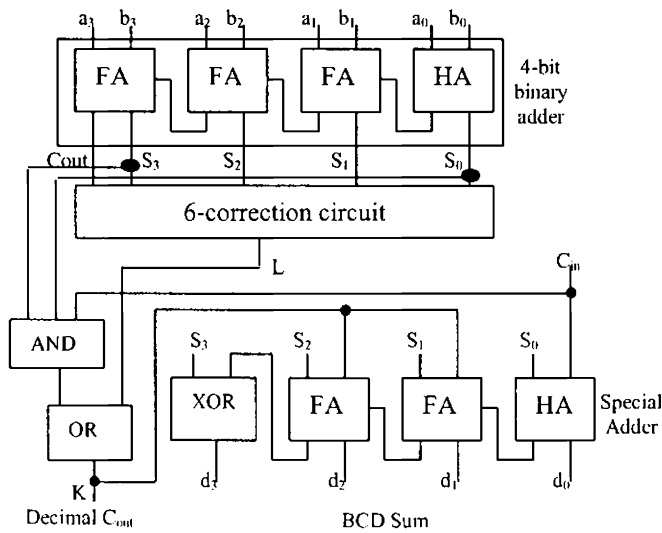 a₃ b₃ a₂ b₂ a₁ b₁ a₀ b₀
FA FA FA HA
4-bit
binary
adder
Cout S₃ S₂ S₁ S₀
6-correction circuit
L
Cᵢₙ
AND
S₃ S₂ S₁ S₀
XOR FA FA HA
Special
Adder
OR
K
d₃ d₂ d₁ d₀
Decimal Cₒᵤₜ
BCD Sum